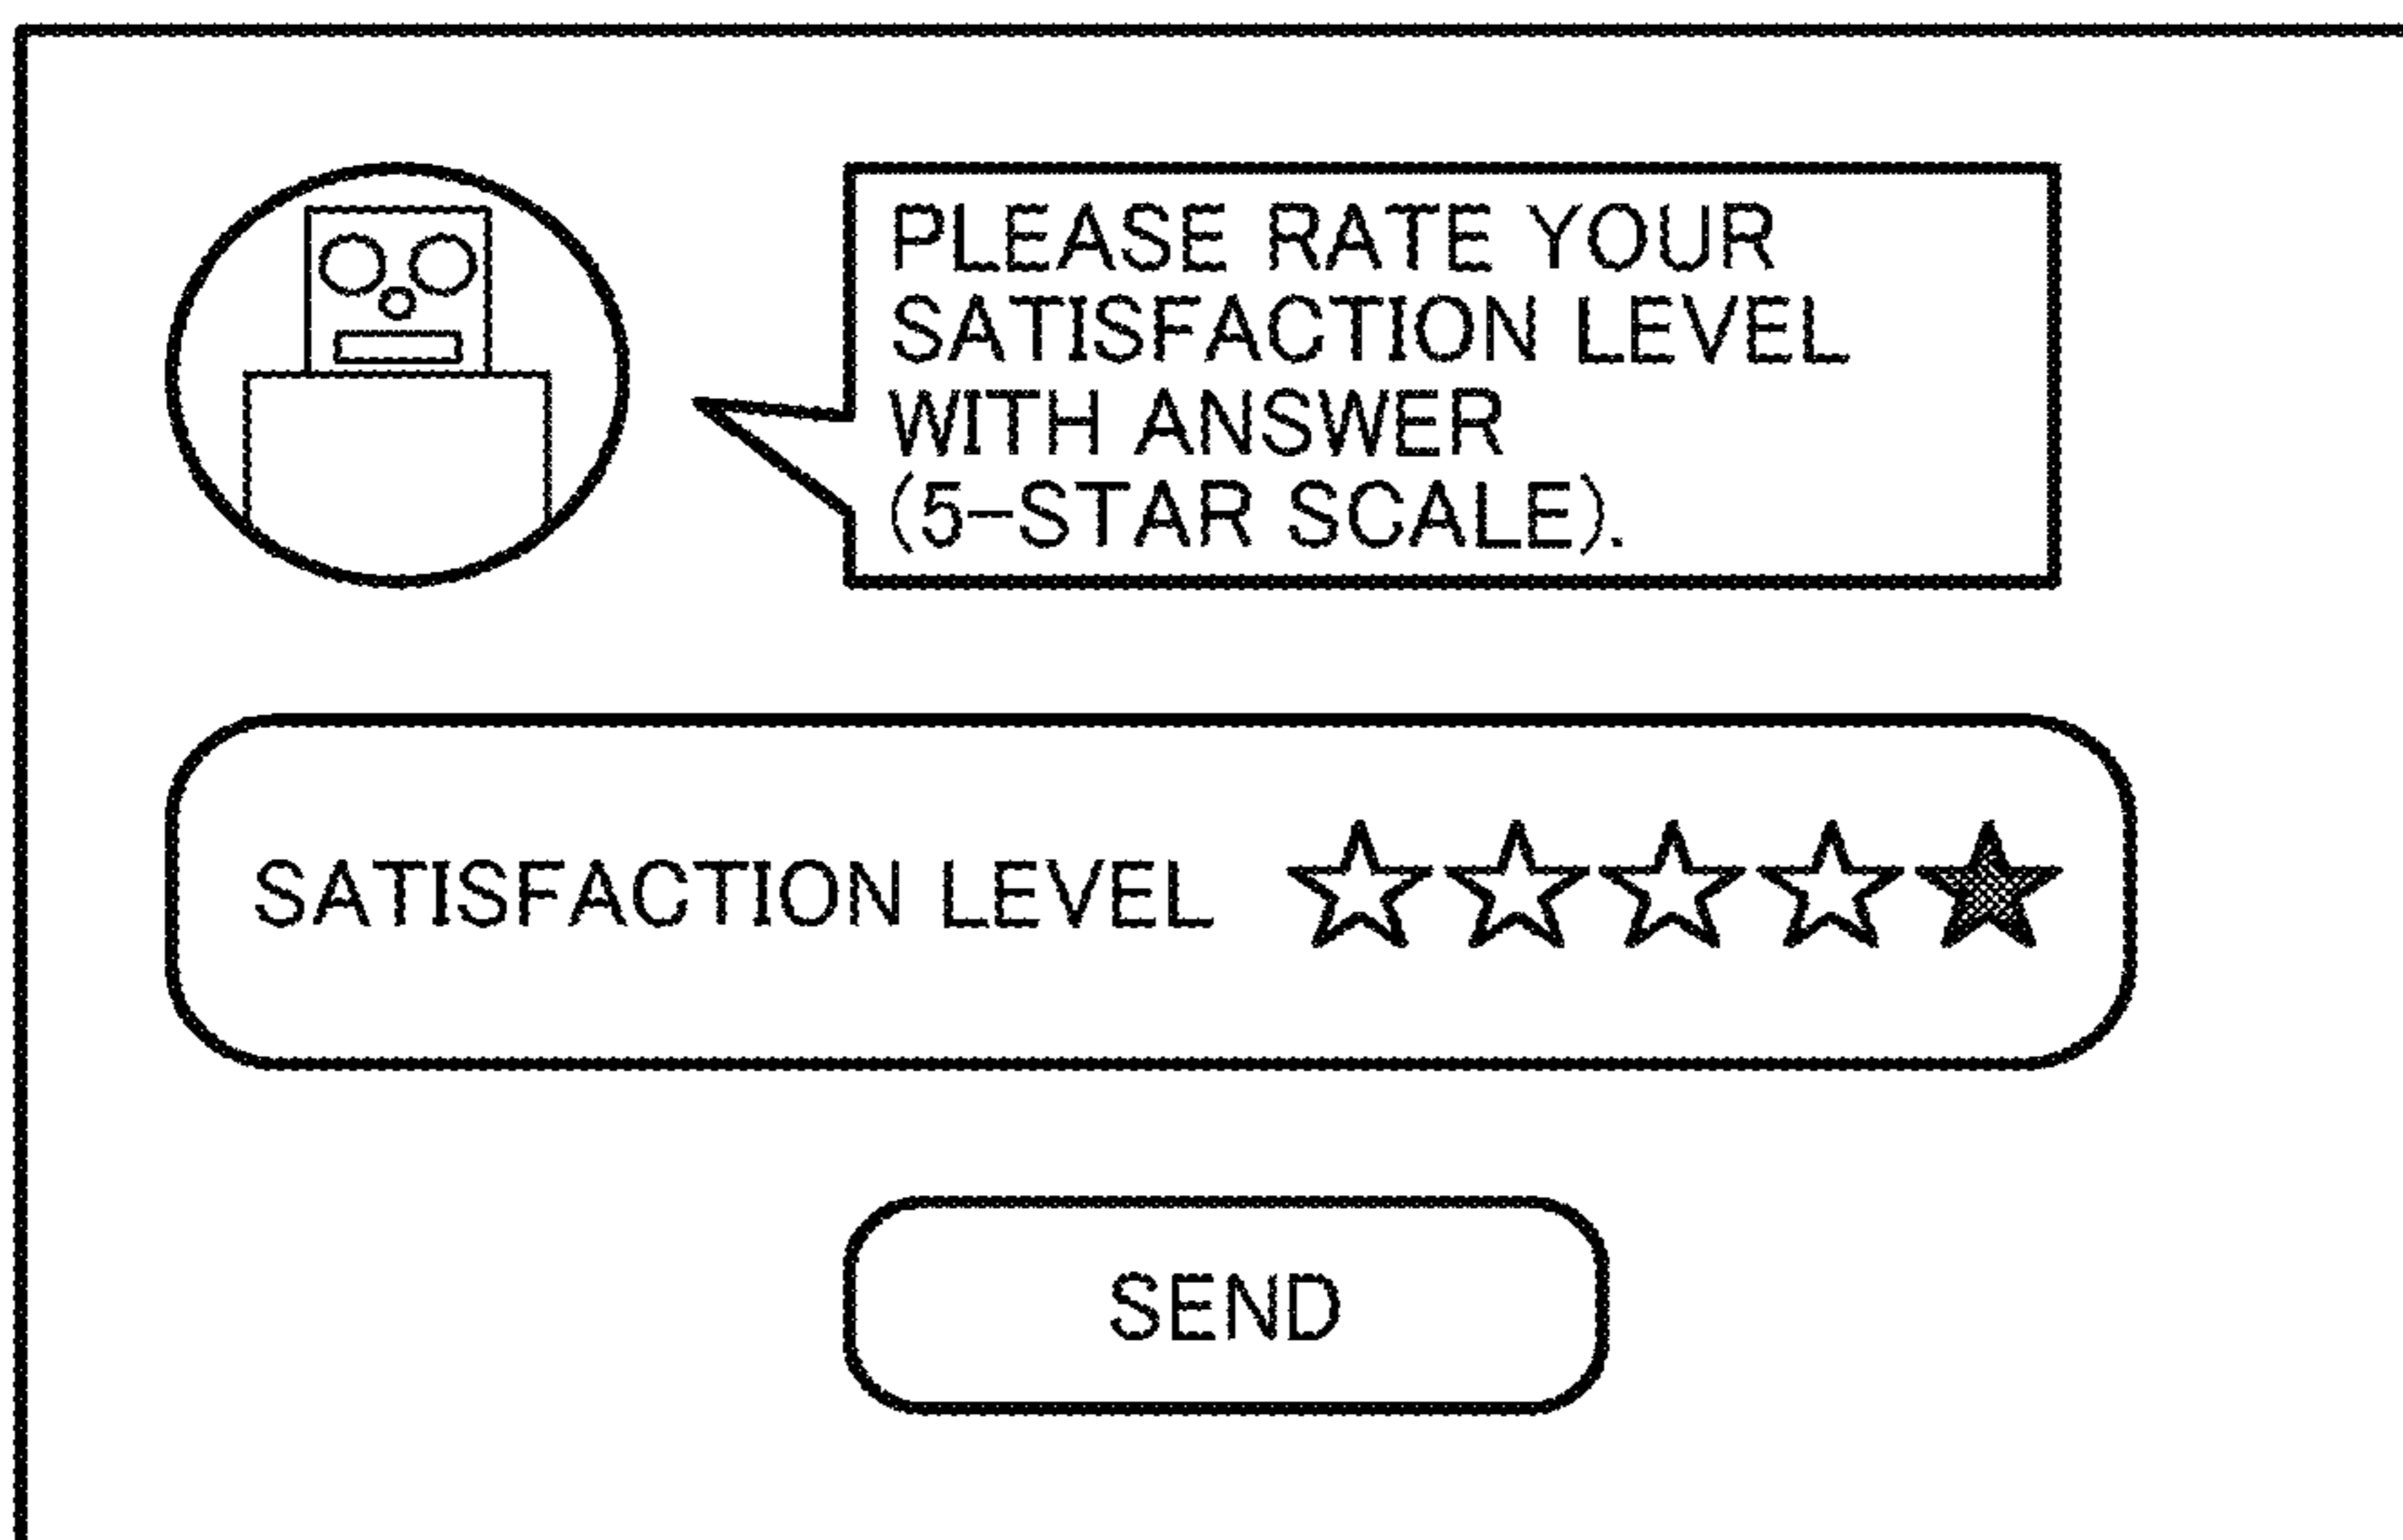 PLEASE RATE YOUR
SATISFACTION LEVEL
WITH ANSWER
(5-STAR SCALE).
SATISFACTION LEVEL ☆☆☆☆★
SEND